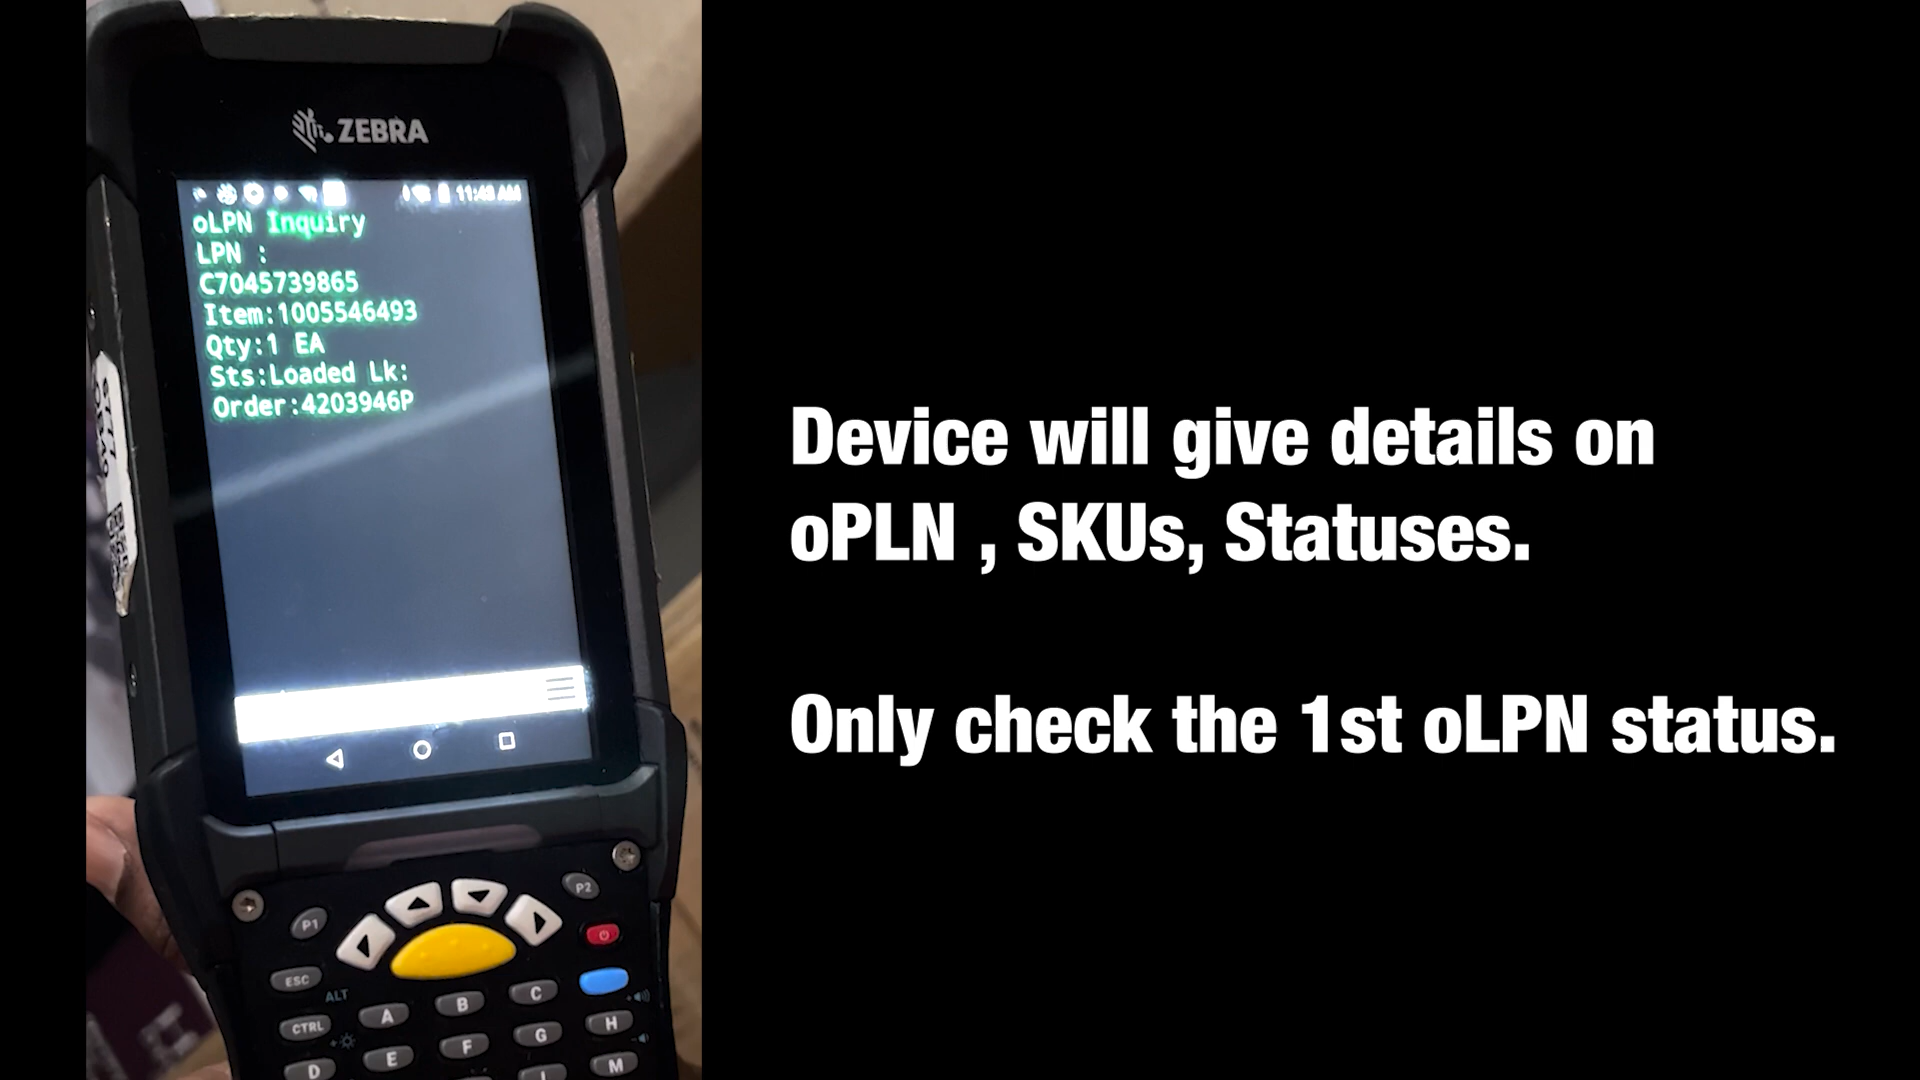 ZEBRA
11:48 AM
oLPN Inquiry
LPN :
C7045739865
Item:1005546493
Qty:1 EA
Sts:Loaded Lk:
Order:4203946P
Device will give details on
oPLN , SKUs, Statuses.
Only check the 1st oLPN status.
P1
P2
ESC
ALT
A
B
C
CTRL
E
F
G
H
D
M